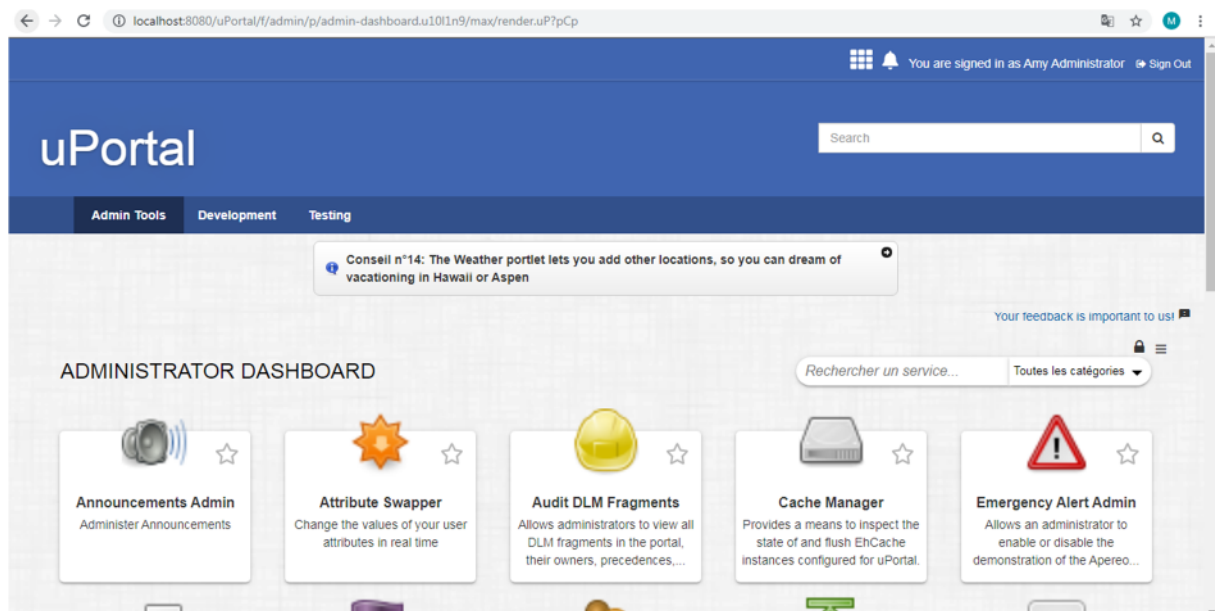 localhost:8080/uPortal/f/admin/p/admin-dashboard.u10l1n9/max/render.uP?pCp
M
You are signed in as Amy Administrator Sign Out
uPortal
Search
Admin Tools Development Testing
Conseil n°14: The Weather portlet lets you add other locations, so you can dream of
vacationing in Hawaii or Aspen
Your feedback is important to us!
ADMINISTRATOR DASHBOARD
Rechercher un service... Toutes les catégories
Announcements Admin
Administer Announcements
Attribute Swapper
Change the values of your user
attributes in real time
Audit DLM Fragments
Allows administrators to view all
DLM fragments in the portal,
their owners, precedences,...
Cache Manager
Provides a means to inspect the
state of and flush EhCache
instances configured for uPortal.
Emergency Alert Admin
Allows an administrator to
enable or disable the
demonstration of the Apereo...